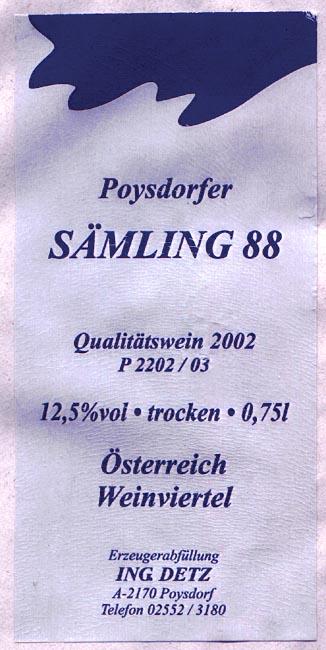 Poysdorfer
SÄMLING 88
Qualitätswein 2002
P 2202 / 03
12,5%vol • trocken • 0,75l
Österreich
Weinviertel
Erzeugerabfüllung
ING. DETZ
A-2170 Poysdorf
Telefon 02552 / 3180